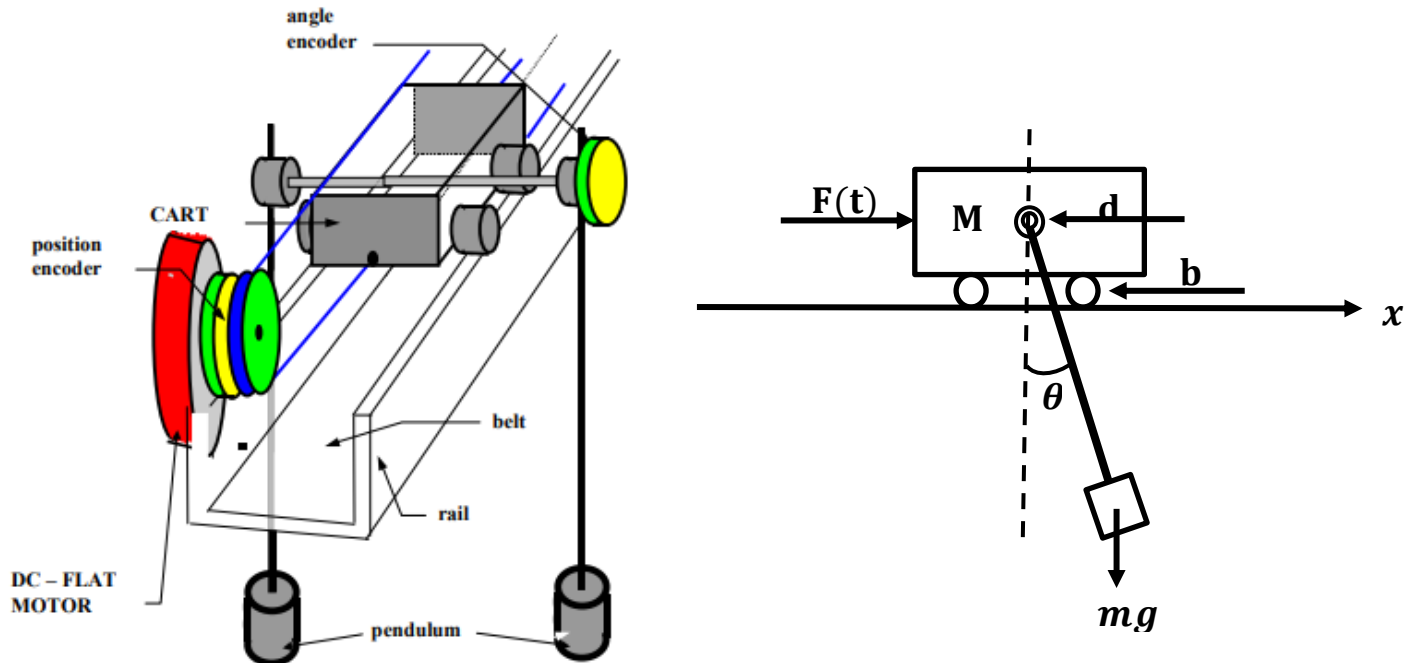 angle
encoder
CART
position
encoder
belt
rail
DC – FLAT
MOTOR
pendulum
F(t)
M
d
b
x
θ
mg